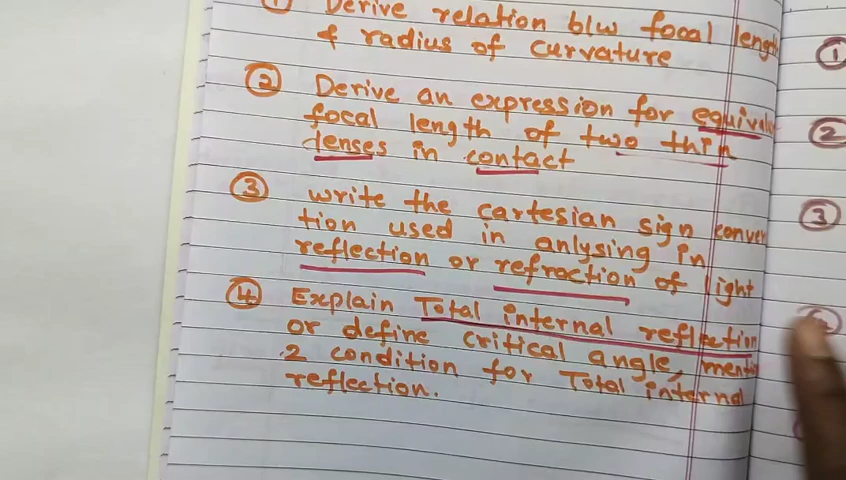 ① Derive relation b/w focal length
& radius of curvature
② Derive an expression for equivale
focal length of two thin
lenses in contact
③ write the cartesian sign conven
tion used in anlysing in
reflection or refraction of light
④ Explain Total internal reflection
or define critical angle, mention
2 condition for Total internal
reflection.
①
②
③